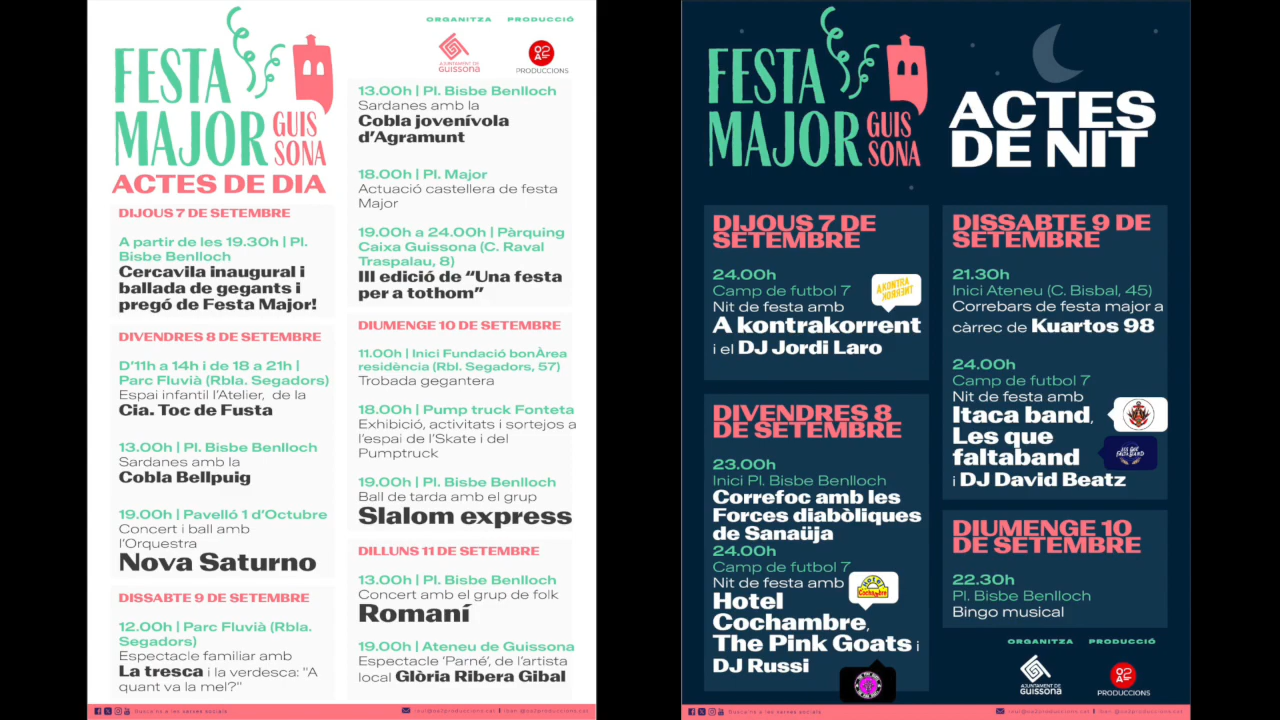 FESTA
MAJOR
GUIS
SONA
ACTES DE DIA
ORGANITZA
PRODUCCIÓ
AJUNTAMENT DE
GUISSONA
PRODUCCIONS
DIJOUS 7 DE SETEMBRE
A partir de les 19.30h | Pl.
Bisbe Benlloch
Cercavila inaugural i
ballada de gegants i
pregó de Festa Major!
DIVENDRES 8 DE SETEMBRE
D'11h a 14h i de 18 a 21h |
Parc Fluvià (Rbla. Segadors)
Espai infantil l'Atelier, de la
Cia. Toc de Fusta
13.00h | Pl. Bisbe Benlloch
Sardanes amb la
Cobla Bellpuig
19.00h | Pavelló 1 d'Octubre
Concert i ball amb
l'Orquestra
Nova Saturno
DISSABTE 9 DE SETEMBRE
12.00h | Parc Fluvià (Rbla.
Segadors)
Espectacle familiar amb
La tresca i la verdesca: "A
quant va la mel?"
13.00h | Pl. Bisbe Benlloch
Sardanes amb la
Cobla jovenívola
d'Agramunt
18.00h | Pl. Major
Actuació castellera de festa
Major
19.00h a 24.00h | Pàrquing
Caixa Guissona (C. Raval
Traspalau, 8)
III edició de “Una festa
per a tothom”
DIUMENGE 10 DE SETEMBRE
11.00h | Inici Fundació bonÀrea
residència (Rbl. Segadors, 57)
Trobada gegantera
18.00h | Pump truck Fonteta
Exhibició, activitats i sortejos a
l'espai de l'Skate i del
Pumptruck
19.00h | Pl. Bisbe Benlloch
Ball de tarda amb el grup
Slalom express
DILLUNS 11 DE SETEMBRE
13.00h | Pl. Bisbe Benlloch
Concert amb el grup de folk
Romaní
19.00h | Ateneu de Guissona
Espectacle 'Parné', de l'artista
local Glòria Ribera Gibal
Busca'ns a les xarxes socials
FESTA
MAJOR
GUIS
SONA
ACTES
DE NIT
DIJOUS 7 DE
SETEMBRE
24.00h
Camp de futbol 7
Nit de festa amb
A kontrakorrent
i el DJ Jordi Laro
DIVENDRES 8
DE SETEMBRE
23.00h
Inici Pl. Bisbe Benlloch
Correfoc amb les
Forces diabòliques
de Sanaüja
24.00h
Camp de futbol 7
Nit de festa amb
Hotel
Cochambre,
The Pink Goats i
DJ Russi
DISSABTE 9 DE
SETEMBRE
21.30h
Inici Ateneu (C. Bisbal, 45)
Correbars de festa major a
càrrec de Kuartos 98
24.00h
Camp de futbol 7
Nit de festa amb
Itaca band,
Les que
faltaband
i DJ David Beatz
DIUMENGE 10
DE SETEMBRE
22.30h
Pl. Bisbe Benlloch
Bingo musical
ORGANITZA
PRODUCCIÓ
AJUNTAMENT DE
GUISSONA
PRODUCCIONS
Busca'ns a les xarxes socials